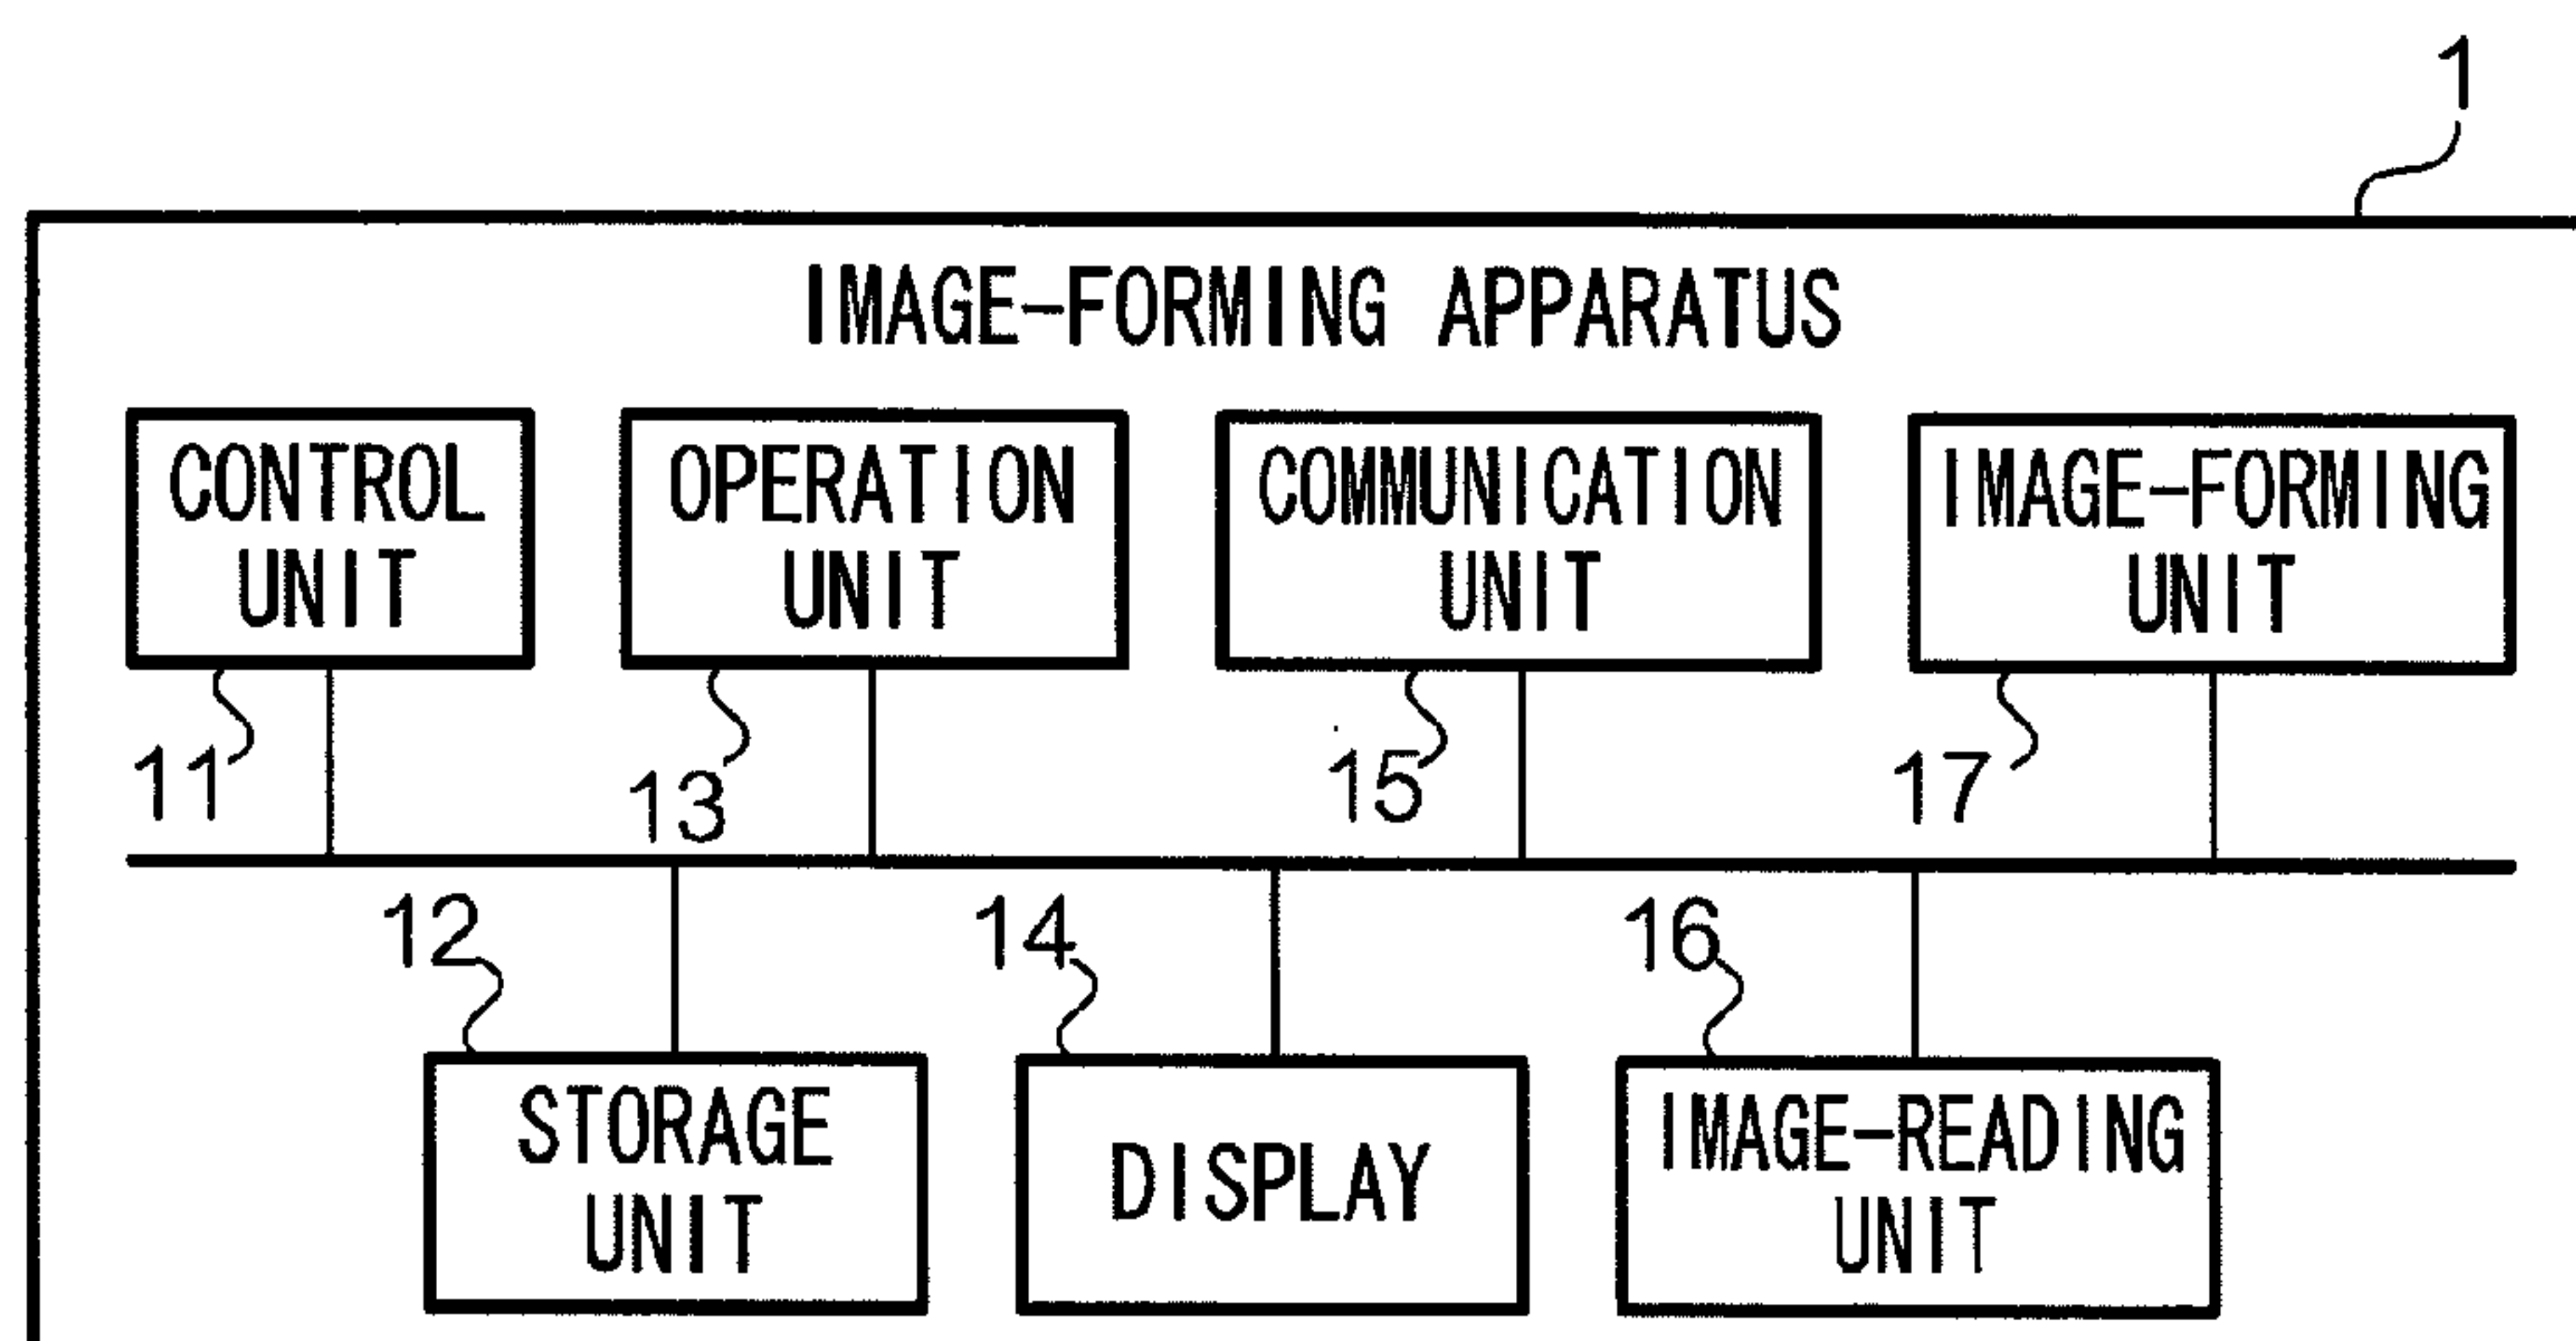 1
IMAGE-FORMING APPARATUS
CONTROL
UNIT
OPERATION
UNIT
COMMUNICATION
UNIT
IMAGE-FORMING
UNIT
11
13
15
17
12
14
16
STORAGE
UNIT
DISPLAY
IMAGE-READING
UNIT